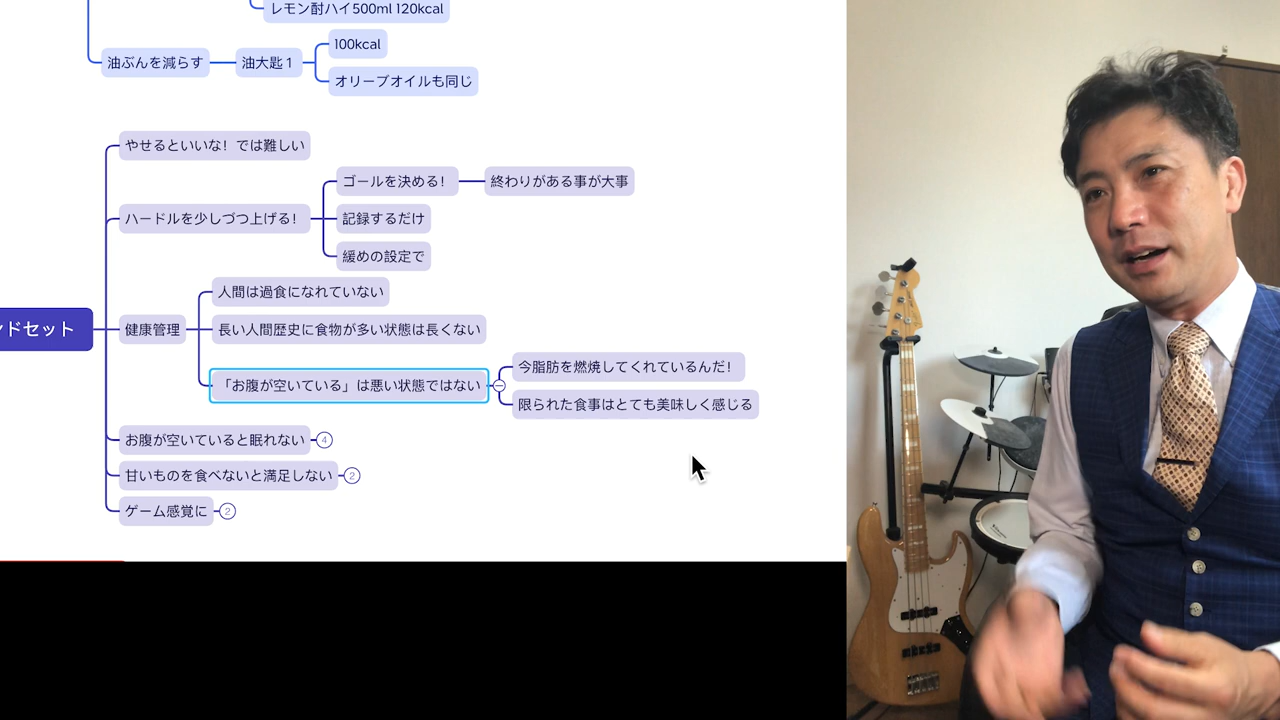 レモン酎ハイ500ml 120kcal
油ぶんを減らす
油大匙１
100kcal
オリーブオイルも同じ
ンドセット
やせるといいな！では難しい
ハードルを少しづつ上げる！
ゴールを決める！
終わりがある事が大事
記録するだけ
緩めの設定で
健康管理
人間は過食になれていない
長い人間歴史に食物が多い状態は長くない
「お腹が空いている」は悪い状態ではない
今脂肪を燃焼してくれているんだ！
限られた食事はとても美味しく感じる
お腹が空いていると眠れない
4
甘いものを食べないと満足しない
2
ゲーム感覚に
2